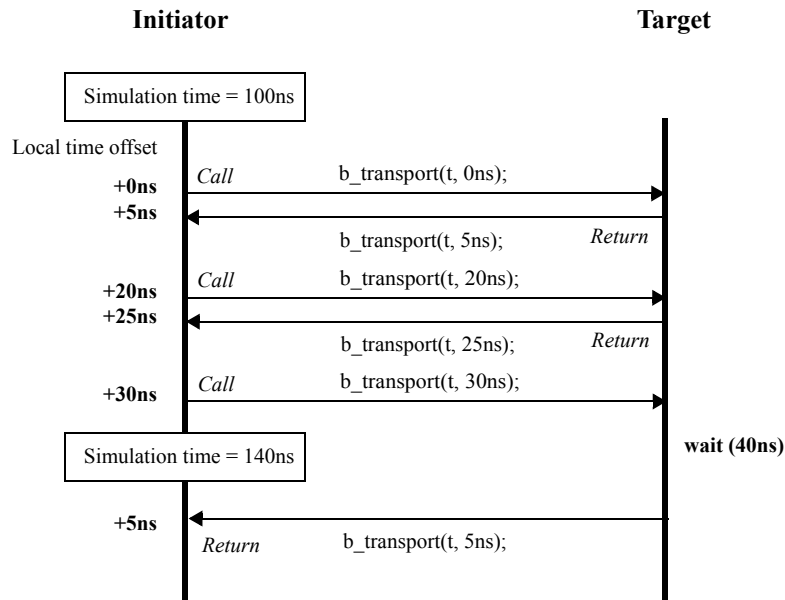 Initiator
Target
Simulation time = 100ns
Local time offset
Call
b_transport(t, 0ns);
+0ns
+5ns
b_transport(t, 5ns);
Return
Call
b_transport(t, 20ns);
+20ns
+25ns
b_transport(t, 25ns);
Return
Call
b_transport(t, 30ns);
+30ns
wait (40ns)
Simulation time = 140ns
+5ns
Return
b_transport(t, 5ns);